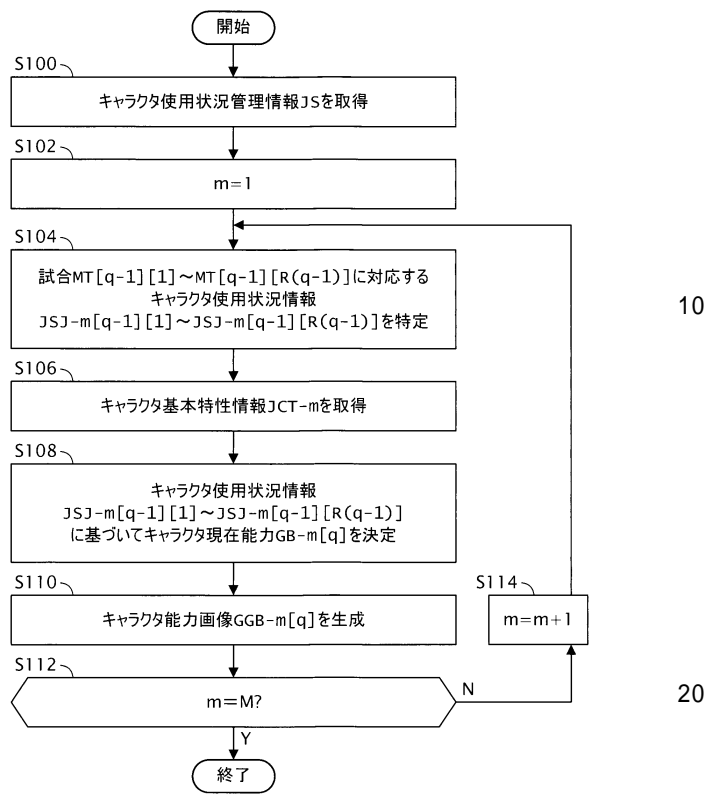 開始
S100
キャラクタ使用状況管理情報JSを取得
S102
m=1
S104
試合MT[q-1][1]～MT[q-1][R(q-1)]に対応する
キャラクタ使用状況情報
JSJ-m[q-1][1]～JSJ-m[q-1][R(q-1)]を特定
10
S106
キャラクタ基本特性情報JCT-mを取得
S108
キャラクタ使用状況情報
JSJ-m[q-1][1]～JSJ-m[q-1][R(q-1)]
に基づいてキャラクタ現在能力GB-m[q]を決定
S110
キャラクタ能力画像GGB-m[q]を生成
S114
m=m+1
S112
m=M?
N
20
Y
終了